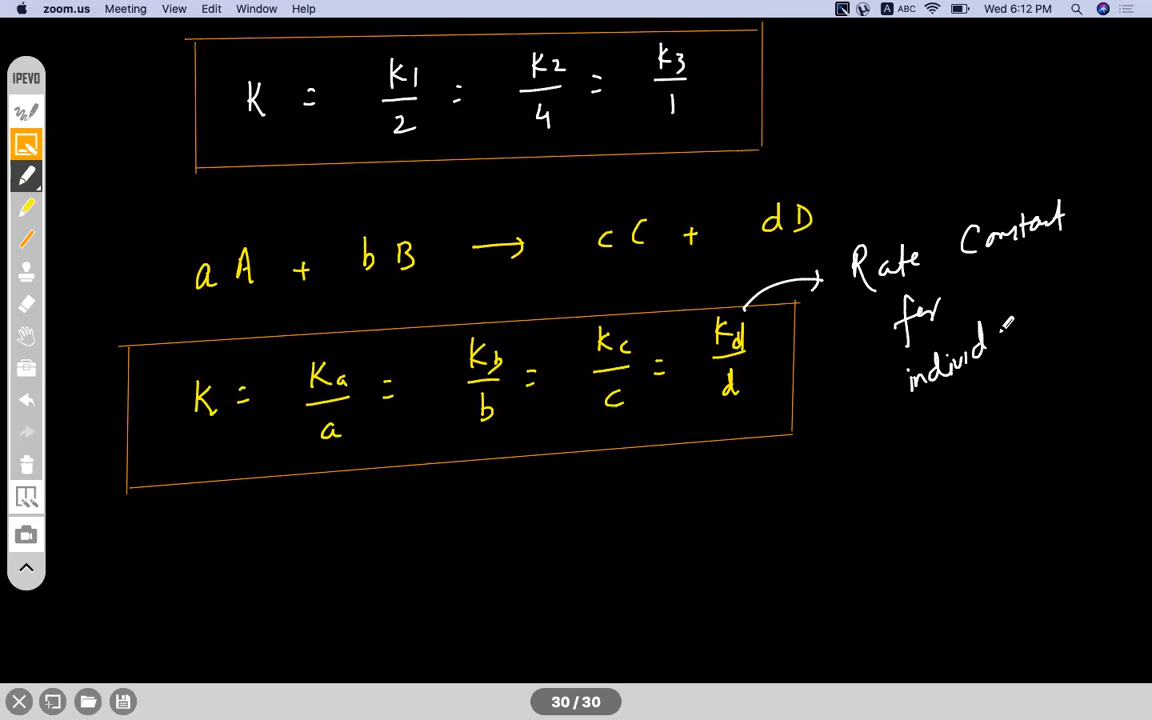 zoom.us Meeting View Edit Window Help A ABC Wed 6:12 PM
IPEVO
K = K1/2 = K2/4 = K3/1
aA + bB → cC + dD
Rate Constant
for
individ
K = Ka/a = Kb/b = Kc/c = Kd/d
30 / 30